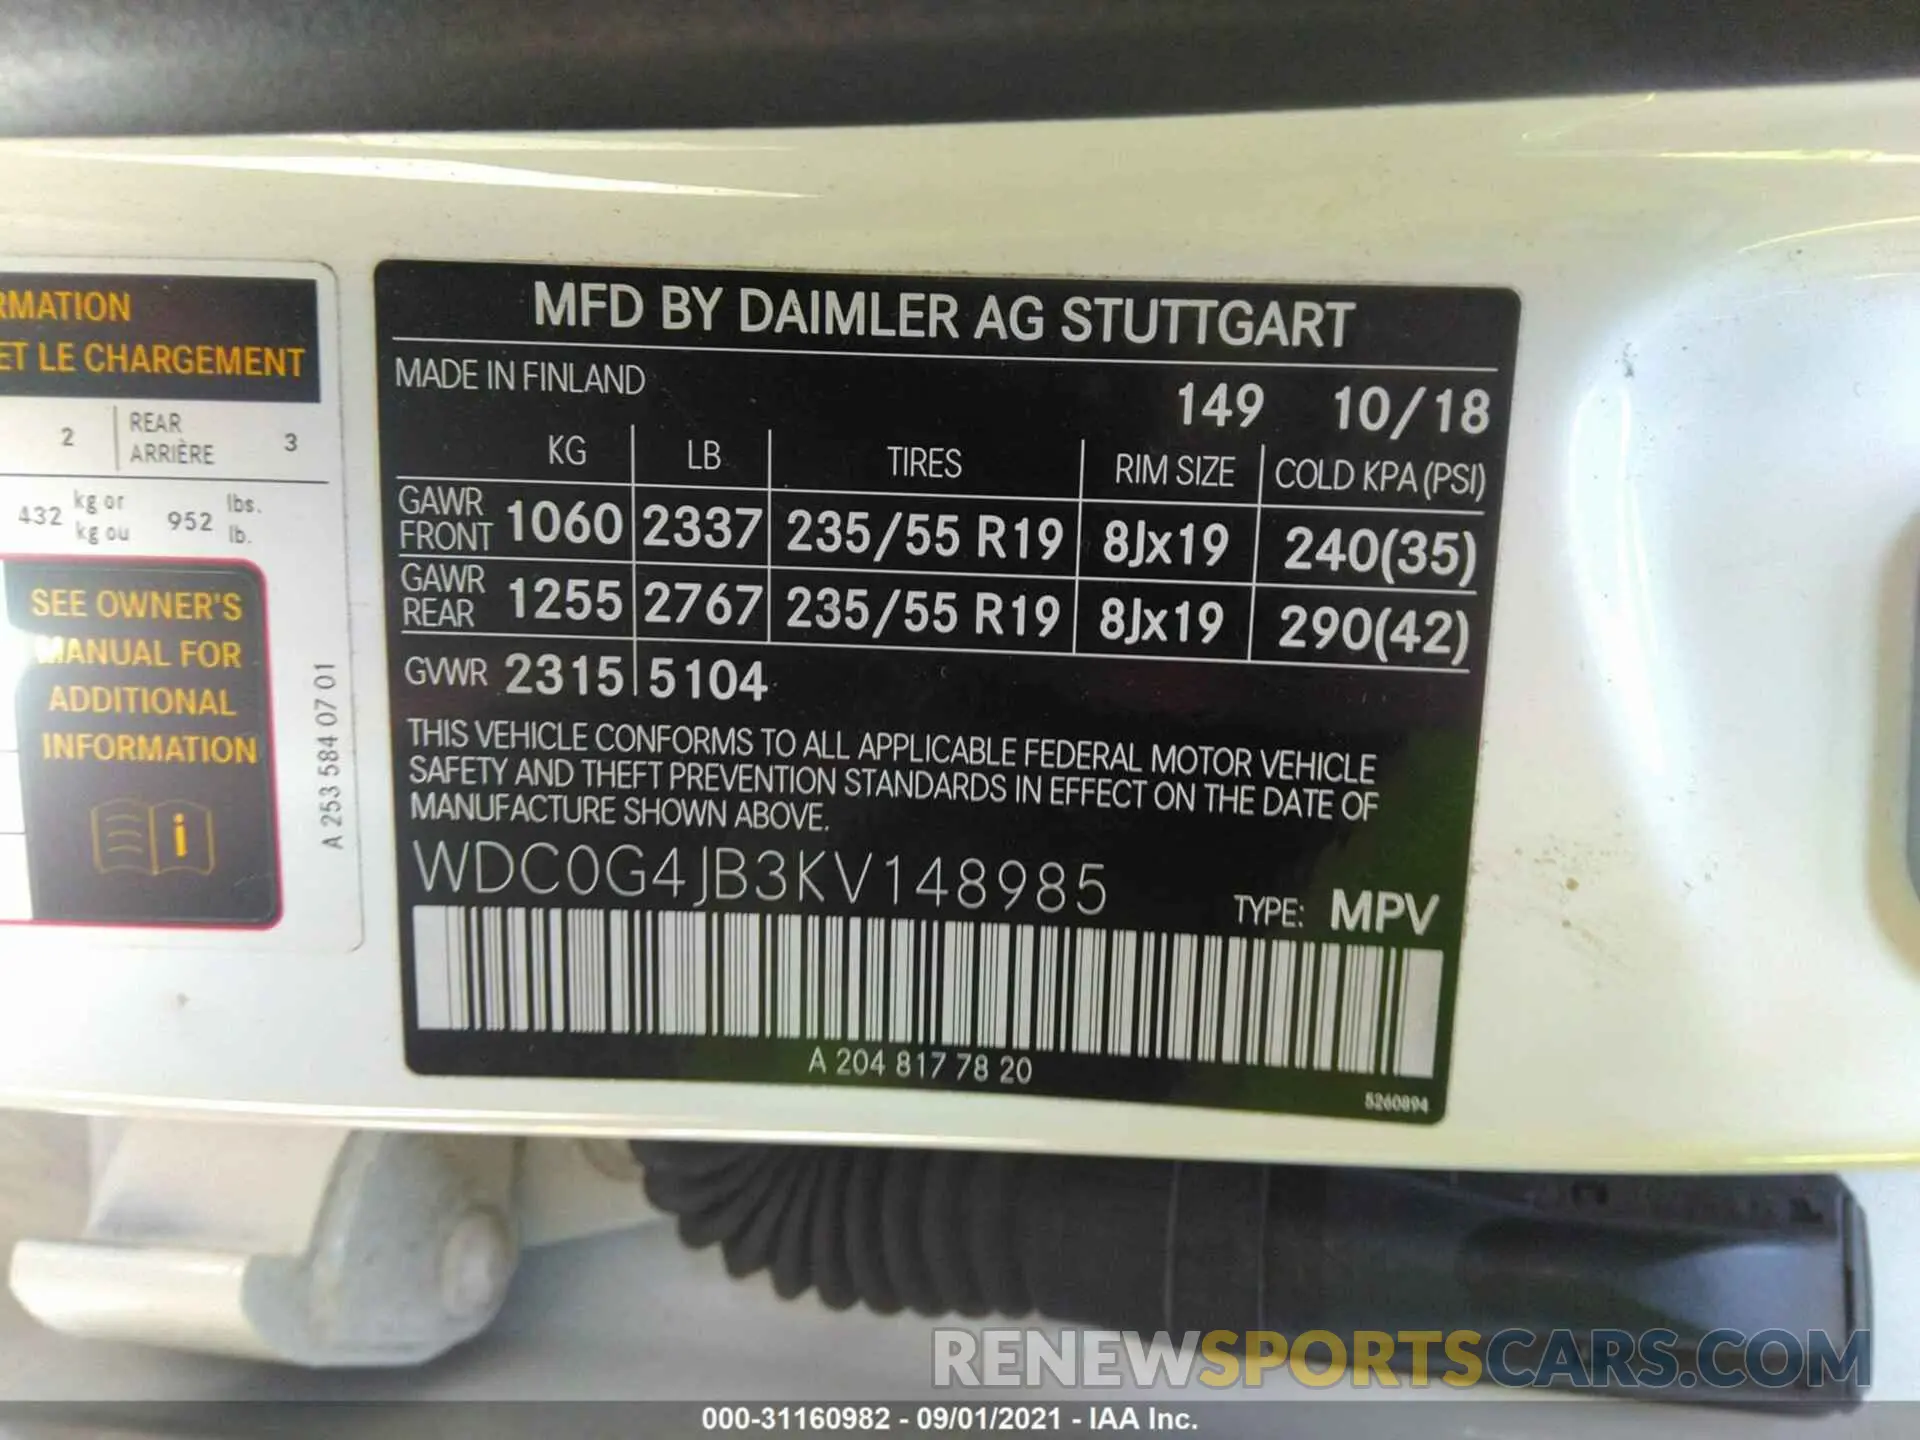 RMATION
ET LE CHARGEMENT
2 REAR ARRIÈRE 3
432 kg or kg ou 952 lbs. lb.
SEE OWNER'S
MANUAL FOR
ADDITIONAL
INFORMATION
i
A 253 584 07 01
MFD BY DAIMLER AG STUTTGART
MADE IN FINLAND 149 10/18
KG LB TIRES RIM SIZE COLD KPA (PSI)
GAWR FRONT 1060 2337 235/55 R19 8Jx19 240(35)
GAWR REAR 1255 2767 235/55 R19 8Jx19 290(42)
GVWR 2315 5104
THIS VEHICLE CONFORMS TO ALL APPLICABLE FEDERAL MOTOR VEHICLE
SAFETY AND THEFT PREVENTION STANDARDS IN EFFECT ON THE DATE OF
MANUFACTURE SHOWN ABOVE.
WDC0G4JB3KV148985
TYPE: MPV
A 204 817 78 20
5260894
RENEWSPORTSCARS.COM
000-31160982 - 09/01/2021 - IAA Inc.